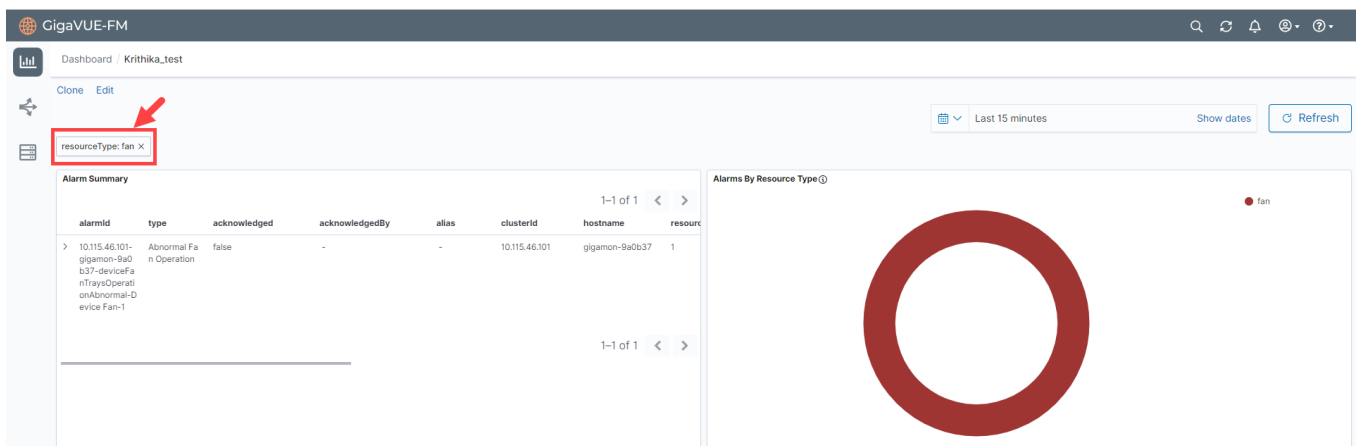 GigaVUE-FM
Dashboard / Krithika_test
Clone Edit
Last 15 minutes Show dates Refresh
resourceType: fan ×
Alarm Summary
1–1 of 1
alarmId type acknowledged acknowledgedBy alias clusterId hostname resourc
10.115.46.101- Abnormal Fa false - - 10.115.46.101 gigamon-9a0b37 1
gigamon-9a0 n Operation
b37-deviceFa
nTraysOperati
onAbnormal-D
evice Fan-1
1–1 of 1
Alarms By Resource Type
fan